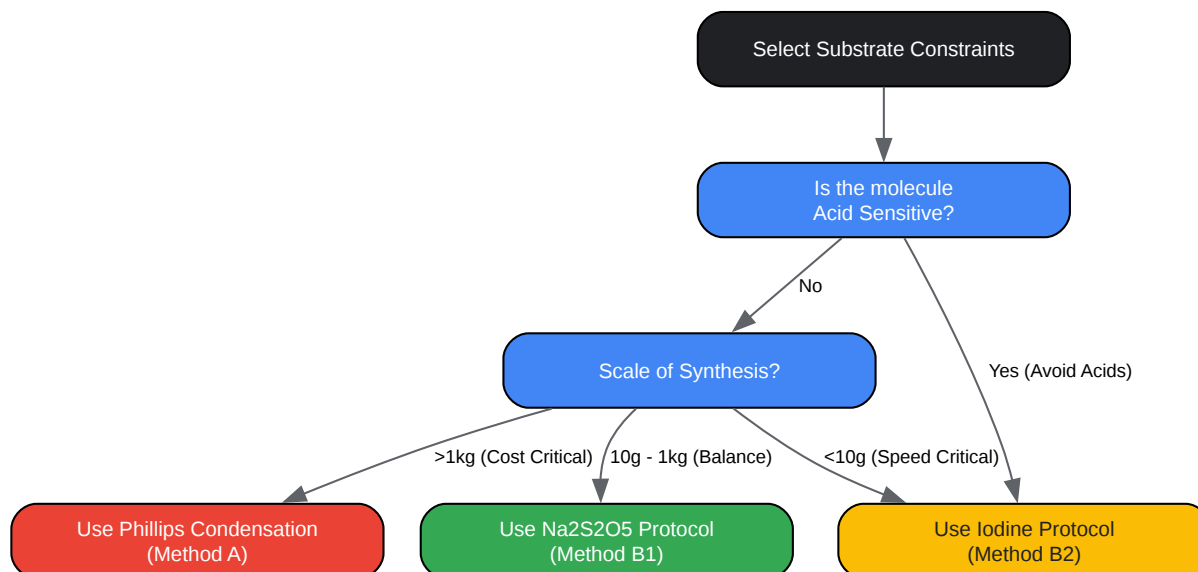 Select Substrate Constraints
Is the molecule
Acid Sensitive?
No
Scale of Synthesis?
Yes (Avoid Acids)
>1kg (Cost Critical)
10g - 1kg (Balance)
<10g (Speed Critical)
Use Phillips Condensation
(Method A)
Use Na2S2O5 Protocol
(Method B1)
Use Iodine Protocol
(Method B2)